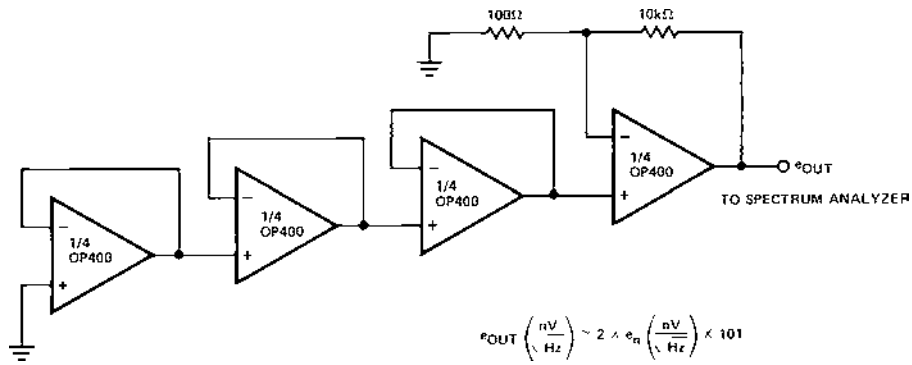 100Ω
10kΩ
−
1/4
OP400
+
−
1/4
OP400
+
−
1/4
OP400
+
−
1/4
OP400
+
eOUT
TO SPECTRUM ANALYZER
eOUT (nV/√Hz) ~ 2 × en (nV/√Hz) × 101